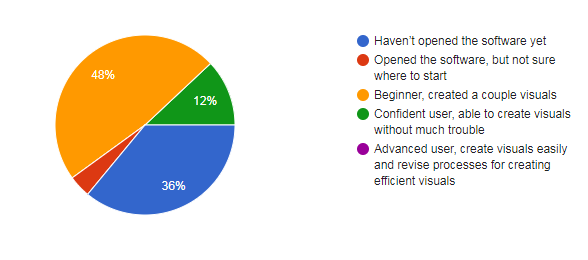 48%
12%
36%
Haven't opened the software yet
Opened the software, but not sure
where to start
Beginner, created a couple visuals
Confident user, able to create visuals
without much trouble
Advanced user, create visuals easily
and revise processes for creating
efficient visuals